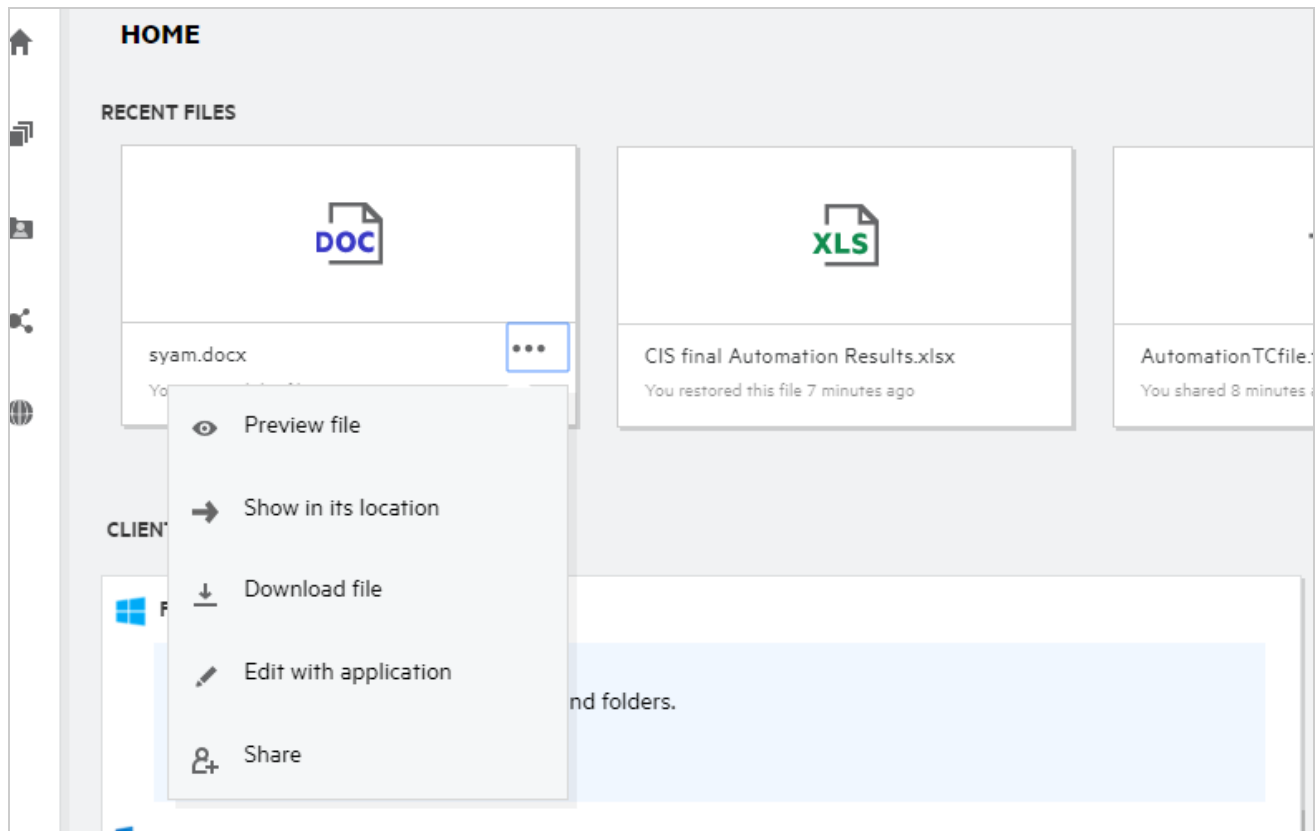 HOME
RECENT FILES
DOC
XLS
syam.docx
CIS final Automation Results.xlsx
AutomationTCfile.
You restored this file 7 minutes ago
You shared 8 minutes
Preview file
Show in its location
CLIEN
Download file
F
Edit with application
nd folders.
Share